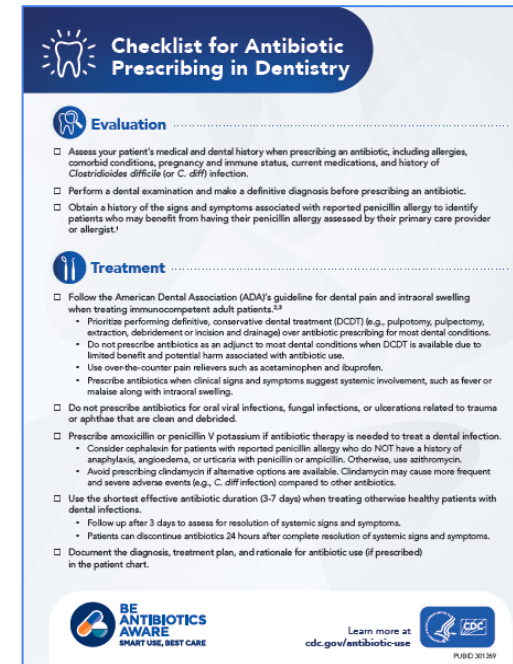 Checklist for Antibiotic
Prescribing in Dentistry
Evaluation
□ Assess your patient's medical and dental history when prescribing an antibiotic, including allergies,
comorbid conditions, pregnancy and immune status, current medications, and history of
Clostridioides difficile (or C. diff) infection.
□ Perform a dental examination and make a definitive diagnosis before prescribing an antibiotic.
□ Obtain a history of the signs and symptoms associated with reported penicillin allergy to identify
patients who may benefit from having their penicillin allergy assessed by their primary care provider
or allergist.¹
Treatment
□ Follow the American Dental Association (ADA)'s guideline for dental pain and intraoral swelling
when treating immunocompetent adult patients.²,³
• Prioritize performing definitive, conservative dental treatment (DCDT) (e.g., pulpotomy, pulpectomy,
extraction, debridement or incision and drainage) over antibiotic prescribing for most dental conditions.
• Do not prescribe antibiotics as an adjunct to most dental conditions when DCDT is available due to
limited benefit and potential harm associated with antibiotic use.
• Use over-the-counter pain relievers such as acetaminophen and ibuprofen.
• Prescribe antibiotics when clinical signs and symptoms suggest systemic involvement, such as fever or
malaise along with intraoral swelling.
□ Do not prescribe antibiotics for oral viral infections, fungal infections, or ulcerations related to trauma
or aphthae that are clean and debrided.
□ Prescribe amoxicillin or penicillin V potassium if antibiotic therapy is needed to treat a dental infection.
• Consider cephalexin for patients with reported penicillin allergy who do NOT have a history of
anaphylaxis, angioedema, or urticaria with penicillin or ampicillin. Otherwise, use azithromycin.
• Avoid prescribing clindamycin if alternative options are available. Clindamycin may cause more frequent
and severe adverse events (e.g., C. diff infection) compared to other antibiotics.
□ Use the shortest effective antibiotic duration (3-7 days) when treating otherwise healthy patients with
dental infections.
• Follow up after 3 days to assess for resolution of systemic signs and symptoms.
• Patients can discontinue antibiotics 24 hours after complete resolution of systemic signs and symptoms.
□ Document the diagnosis, treatment plan, and rationale for antibiotic use (if prescribed)
in the patient chart.
BE
ANTIBIOTICS
AWARE
SMART USE, BEST CARE
Learn more at
cdc.gov/antibiotic-use
CDC
PUBID 301369